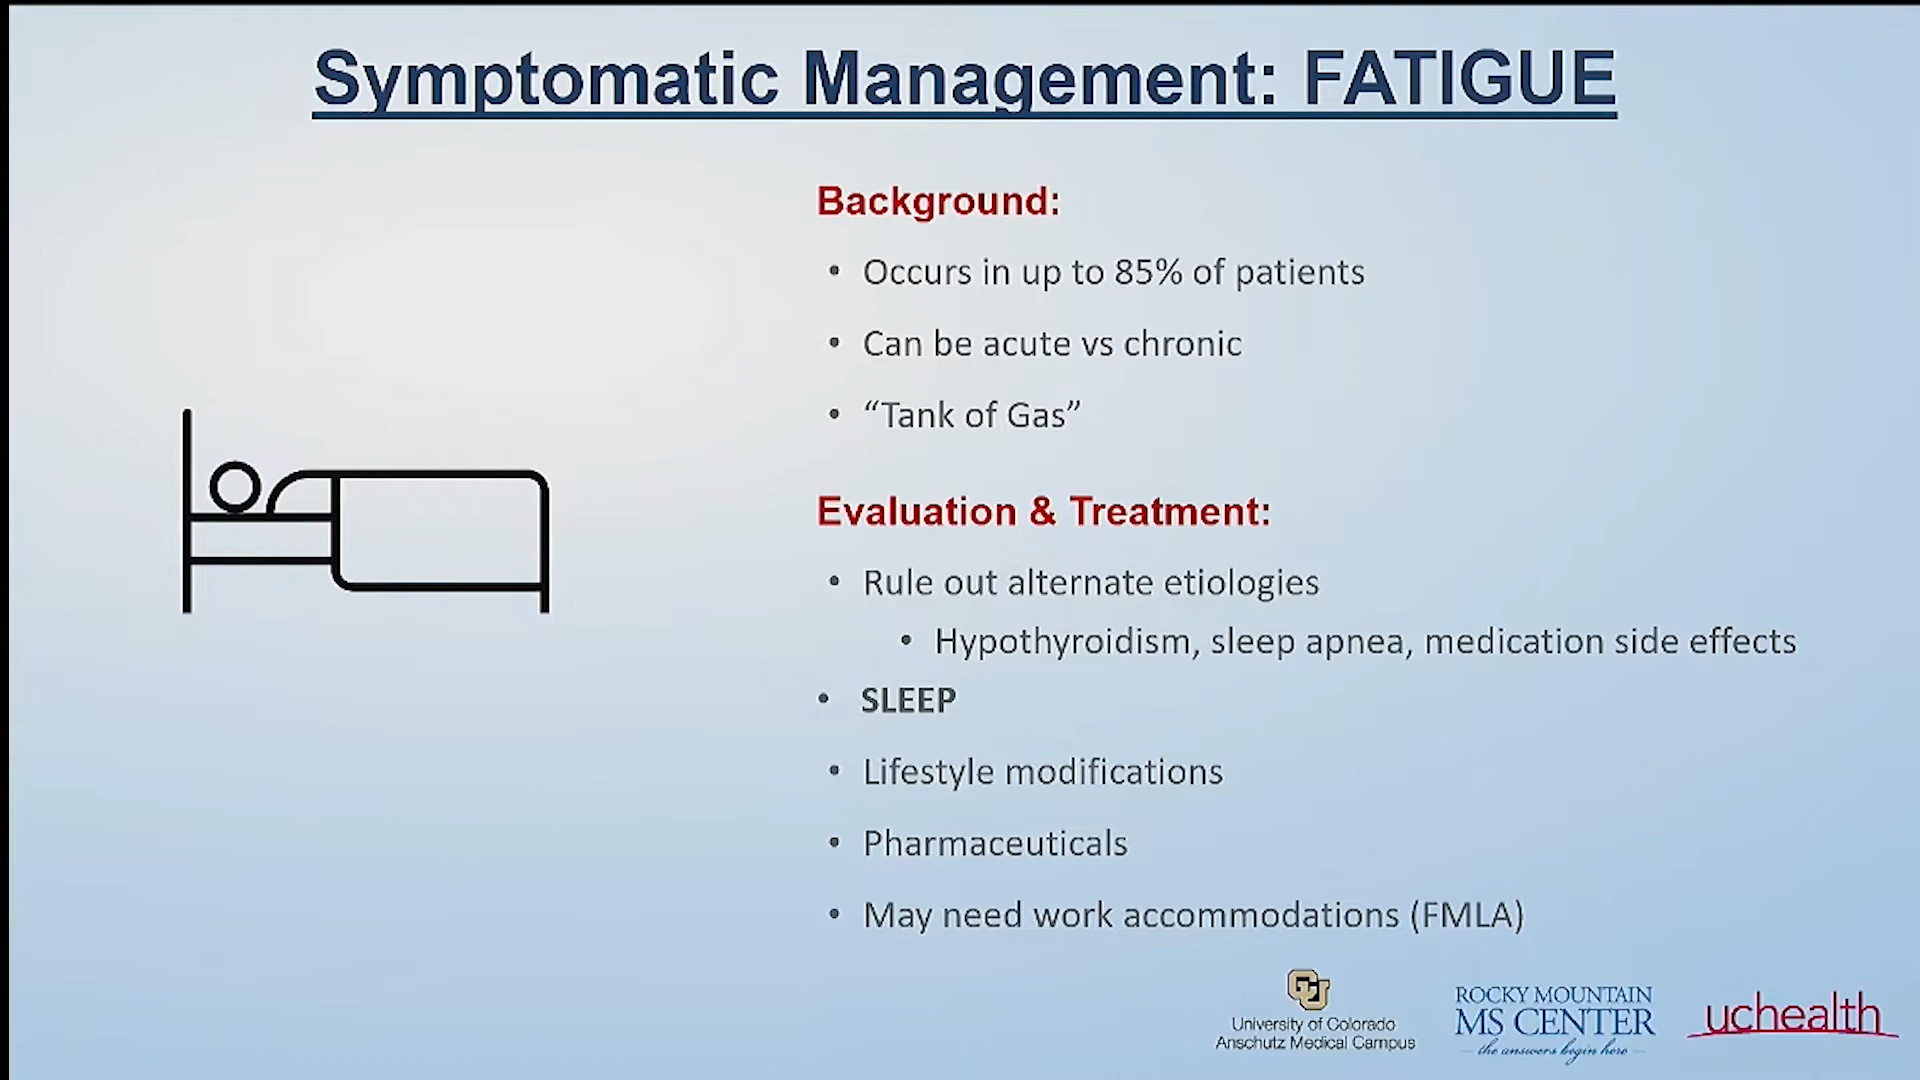 Symptomatic Management: FATIGUE
Background:
• Occurs in up to 85% of patients
• Can be acute vs chronic
• “Tank of Gas”
Evaluation & Treatment:
• Rule out alternate etiologies
• Hypothyroidism, sleep apnea, medication side effects
• SLEEP
• Lifestyle modifications
• Pharmaceuticals
• May need work accommodations (FMLA)
CU
University of Colorado
Anschutz Medical Campus
ROCKY MOUNTAIN
MS CENTER
the answers begin here
uchealth